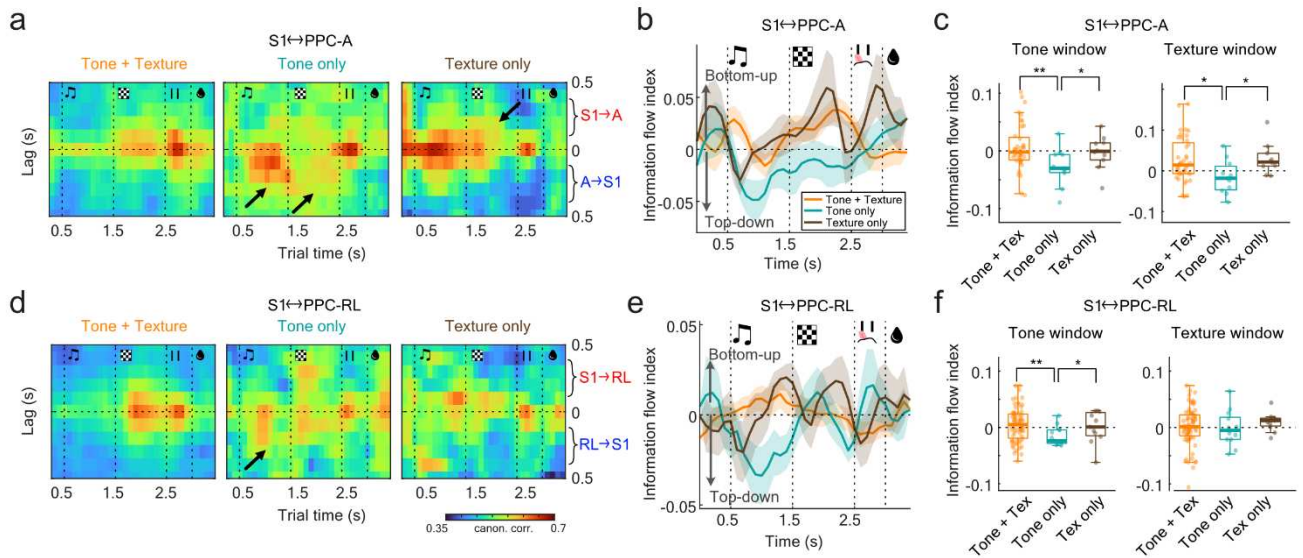 a
S1↔PPC-A
Tone + Texture
Tone only
Texture only
0.5
S1→A
0
A→S1
0.5
Lag (s)
0.5 1.5 2.5
0.5 1.5 2.5
0.5 1.5 2.5
Trial time (s)
b
S1↔PPC-A
Information flow index
0.05
0
-0.05
Bottom-up
Top-down
Tone + Texture
Tone only
Texture only
0.5 1.5 2.5
Time (s)
c
S1↔PPC-A
Tone window
Texture window
Information flow index
** *
* *
0.1
0
-0.1
0.1
0
-0.1
Tone + Tex
Tone only
Tex only
Tone + Tex
Tone only
Tex only
d
S1↔PPC-RL
Tone + Texture
Tone only
Texture only
0.5
S1→RL
0
RL→S1
0.5
Lag (s)
0.5 1.5 2.5
0.5 1.5 2.5
0.5 1.5 2.5
Trial time (s)
0.35 canon. corr. 0.7
e
S1↔PPC-RL
Information flow index
0.05
0
-0.05
Bottom-up
Top-down
0.5 1.5 2.5
Time (s)
f
S1↔PPC-RL
Tone window
Texture window
Information flow index
** *
0.1
0
-0.1
0.1
0
-0.1
Tone + Tex
Tone only
Tex only
Tone + Tex
Tone only
Tex only